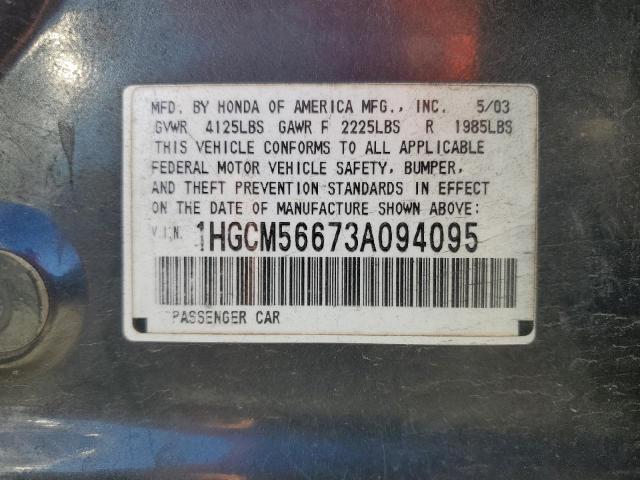 MFD. BY HONDA OF AMERICA MFG., INC. 5/03
GVWR 4125LBS GAWR F 2225LBS R 1985LBS
THIS VEHICLE CONFORMS TO ALL APPLICABLE
FEDERAL MOTOR VEHICLE SAFETY, BUMPER,
AND THEFT PREVENTION STANDARDS IN EFFECT
ON THE DATE OF MANUFACTURE SHOWN ABOVE:
V.I.N. 1HGCM56673A094095
PASSENGER CAR